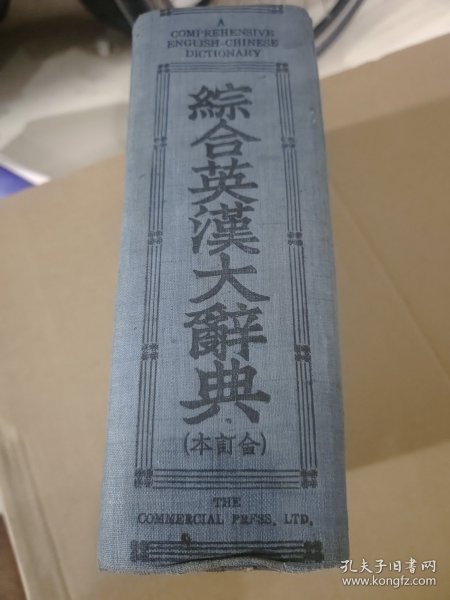 A
COMPREHENSIVE
ENGLISH-CHINESE
DICTIONARY
綜合英漢大辭典
(本訂合)
THE
COMMERCIAL PRESS, LTD.
孔夫子旧书网
www.kongfz.com